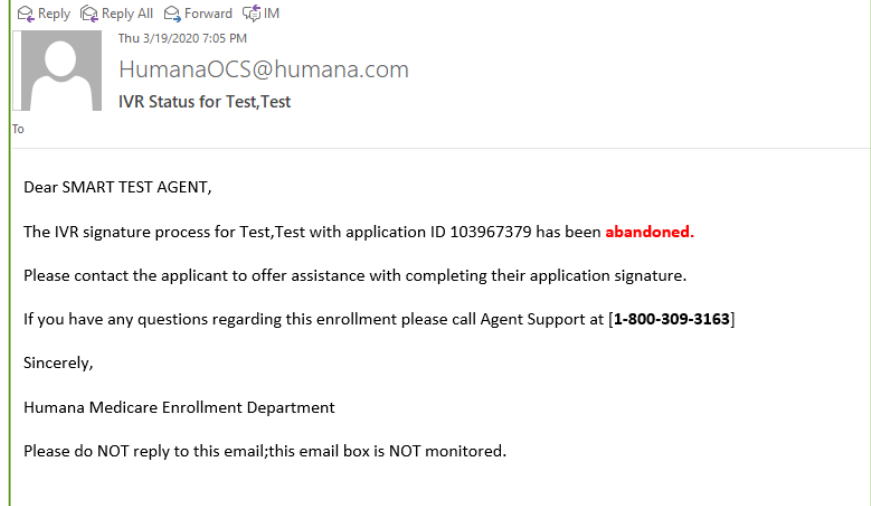 Reply Reply All Forward IM
Thu 3/19/2020 7:05 PM
HumanaOCS@humana.com
IVR Status for Test,Test
To
Dear SMART TEST AGENT,
The IVR signature process for Test,Test with application ID 103967379 has been abandoned.
Please contact the applicant to offer assistance with completing their application signature.
If you have any questions regarding this enrollment please call Agent Support at [1-800-309-3163]
Sincerely,
Humana Medicare Enrollment Department
Please do NOT reply to this email;this email box is NOT monitored.